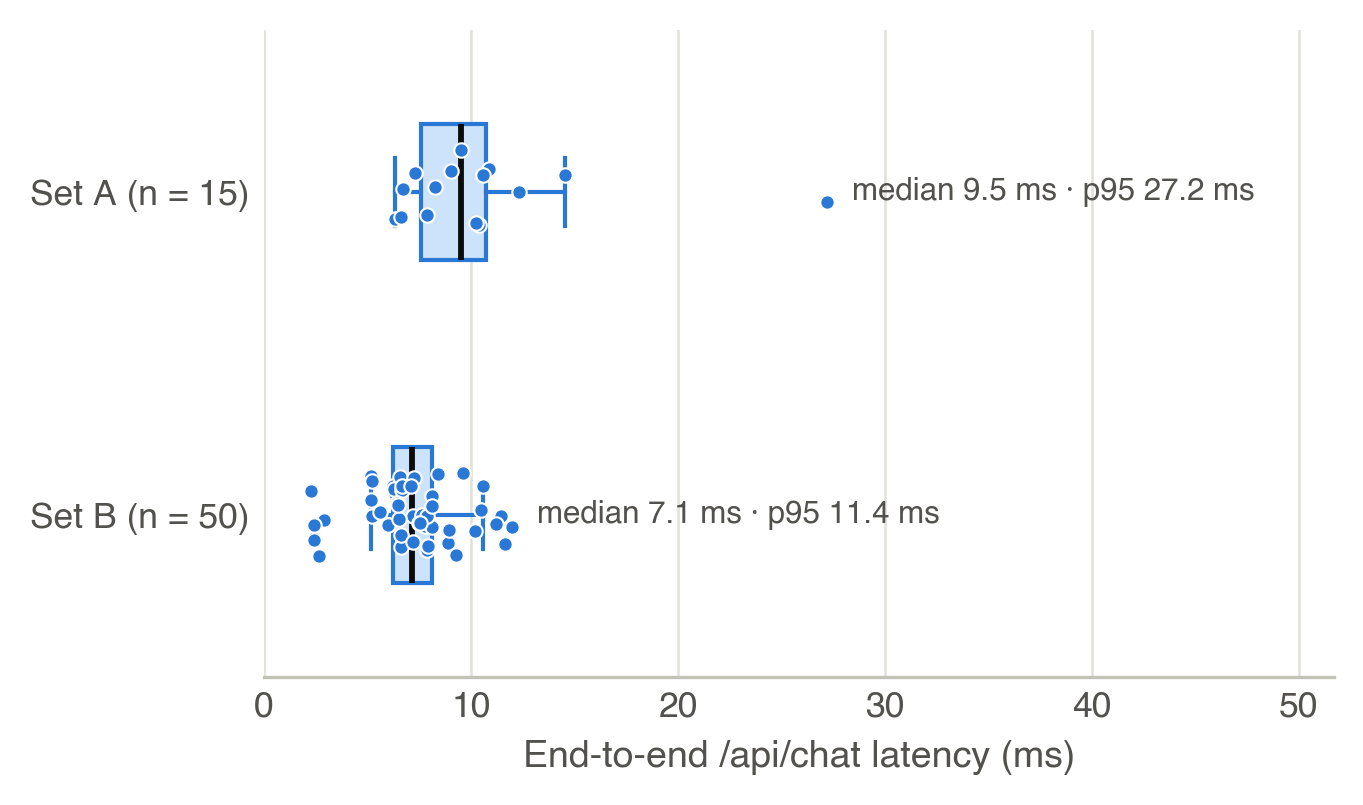 Set A (n = 15)
median 9.5 ms · p95 27.2 ms
Set B (n = 50)
median 7.1 ms · p95 11.4 ms
0 10 20 30 40 50
End-to-end /api/chat latency (ms)